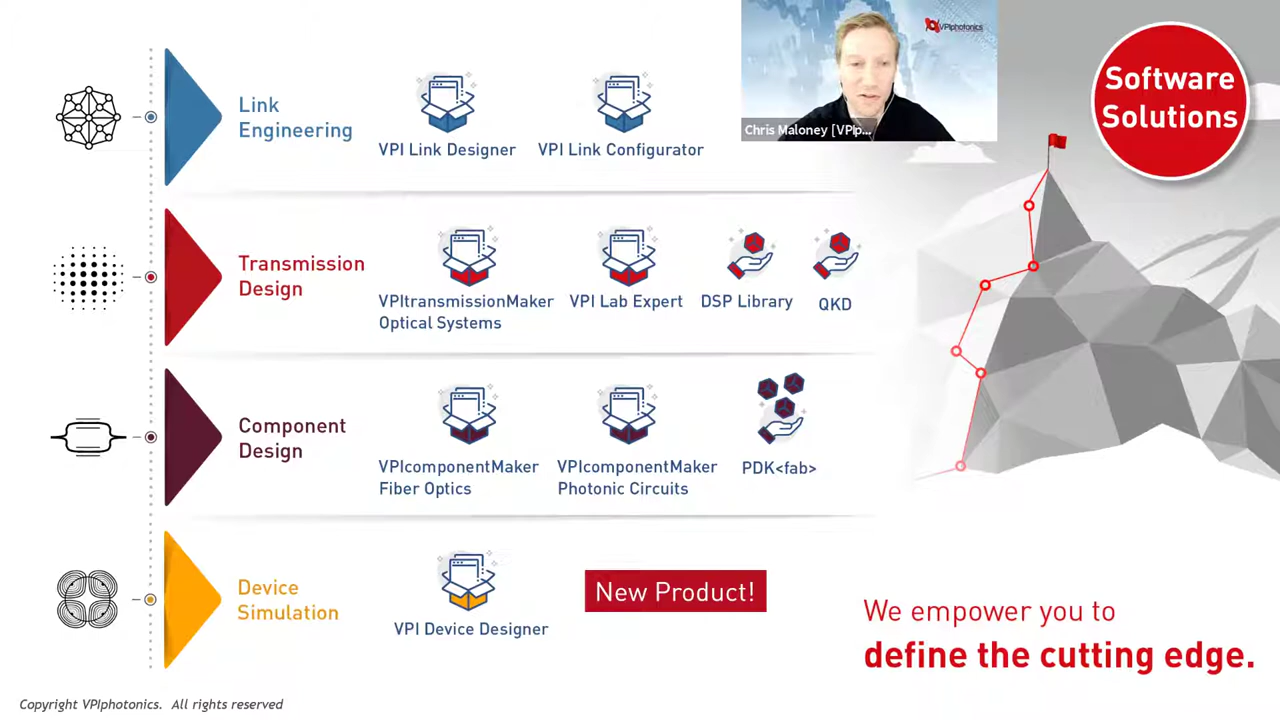 VPIphotonics
Chris Maloney [VPIp...
Software
Solutions
Link
Engineering
VPI Link Designer
VPI Link Configurator
Transmission
Design
VPItransmissionMaker
Optical Systems
VPI Lab Expert
DSP Library
QKD
Component
Design
VPIcomponentMaker
Fiber Optics
VPIcomponentMaker
Photonic Circuits
PDK<fab>
Device
Simulation
VPI Device Designer
New Product!
We empower you to
define the cutting edge.
Copyright VPIphotonics. All rights reserved